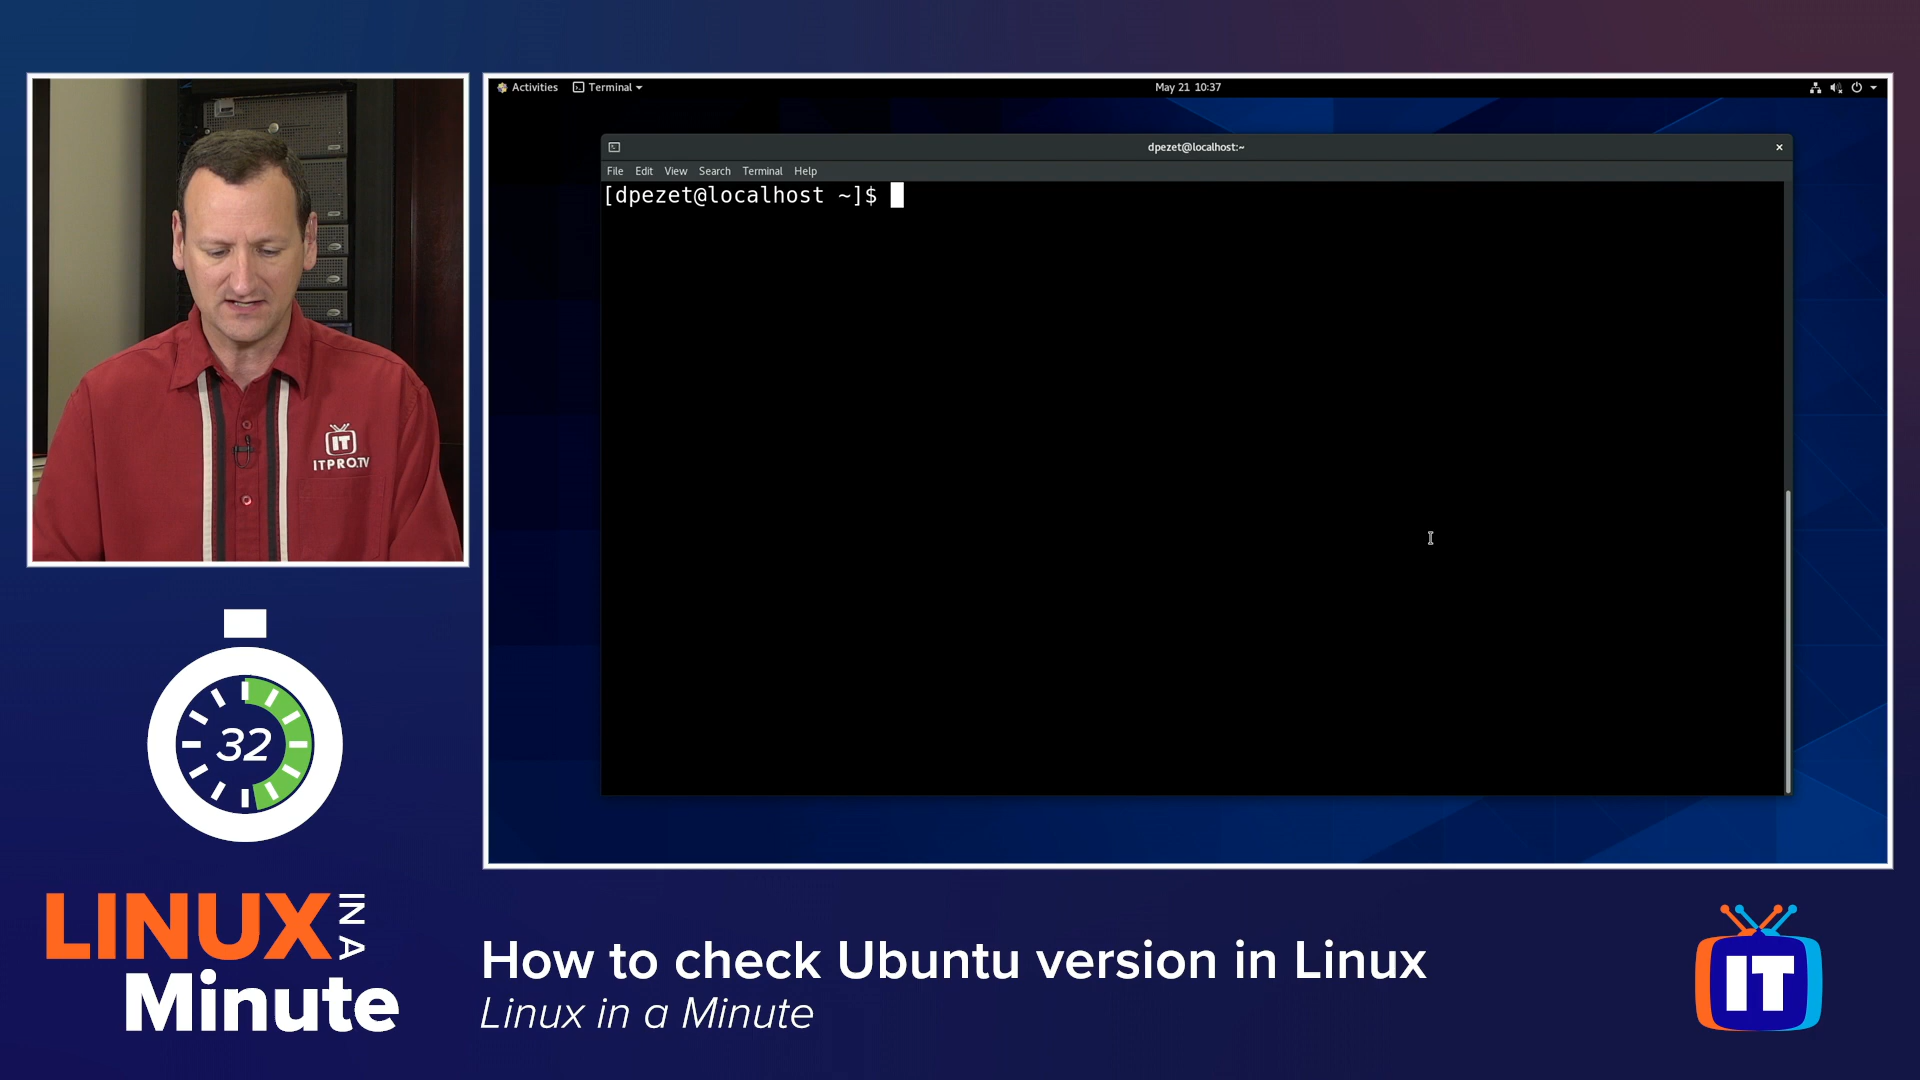 Activities Terminal May 21 10:37
dpezet@localhost:~
File Edit View Search Terminal Help
[dpezet@localhost ~]$
IT
ITPRO.TV
32
LINUX IN A
Minute
How to check Ubuntu version in Linux
Linux in a Minute
IT